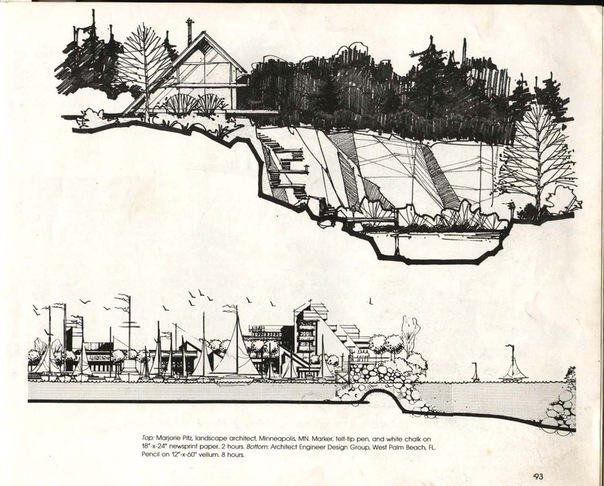 Top: Marjorie Pitz, landscape architect, Minneapolis, MN. Marker, felt-tip pen, and white chalk on
18"-x-24" newsprint paper. 2 hours. Bottom: Architect Engineer Design Group, West Palm Beach, FL.
Pencil on 12"-x-60" vellum. 8 hours.
93